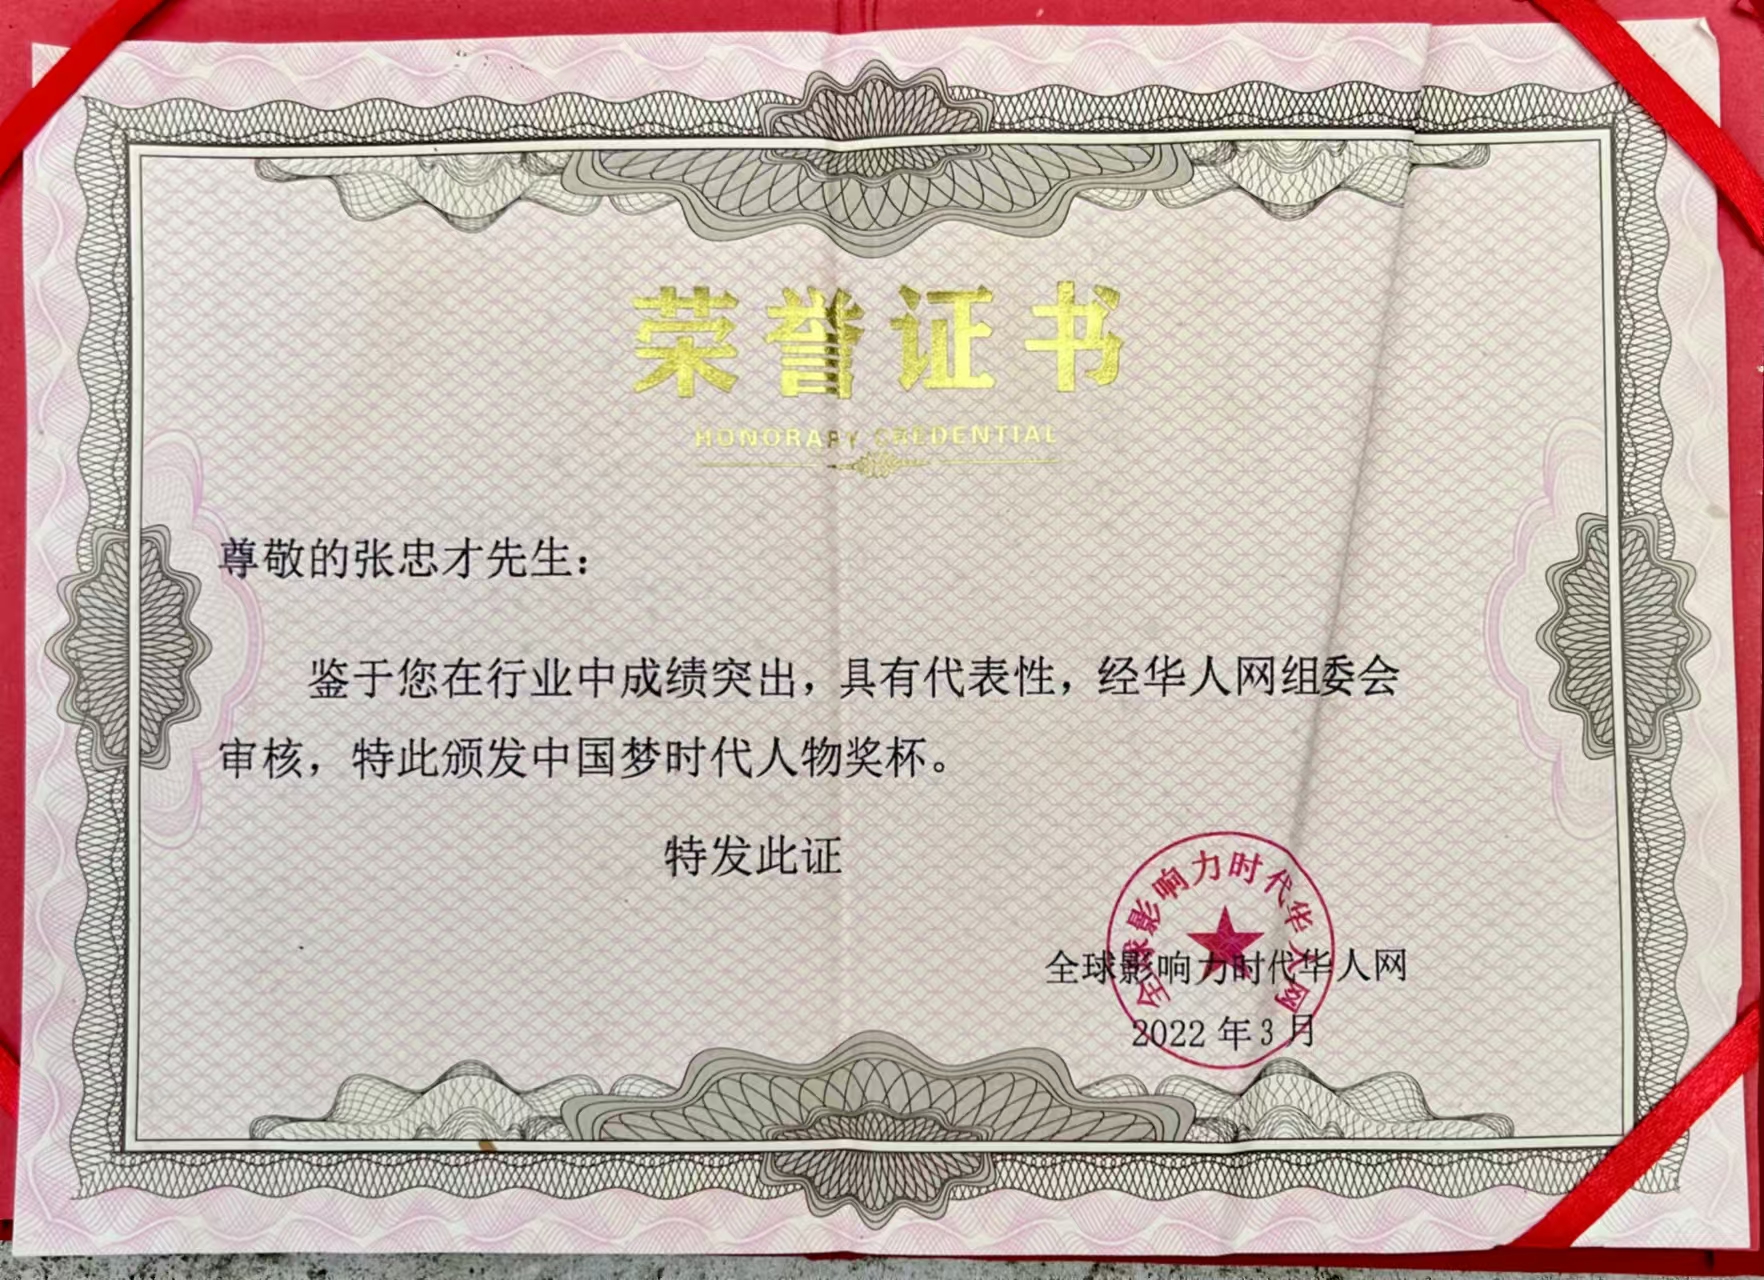 荣誉证书
HONORARY CREDENTIAL
尊敬的张忠才先生：
鉴于您在行业中成绩突出，具有代表性，经华人网组委会
审核，特此颁发中国梦时代人物奖杯。
特发此证
全球影响力时代华人网
全球影响力时代华人网
2022 年 3 月